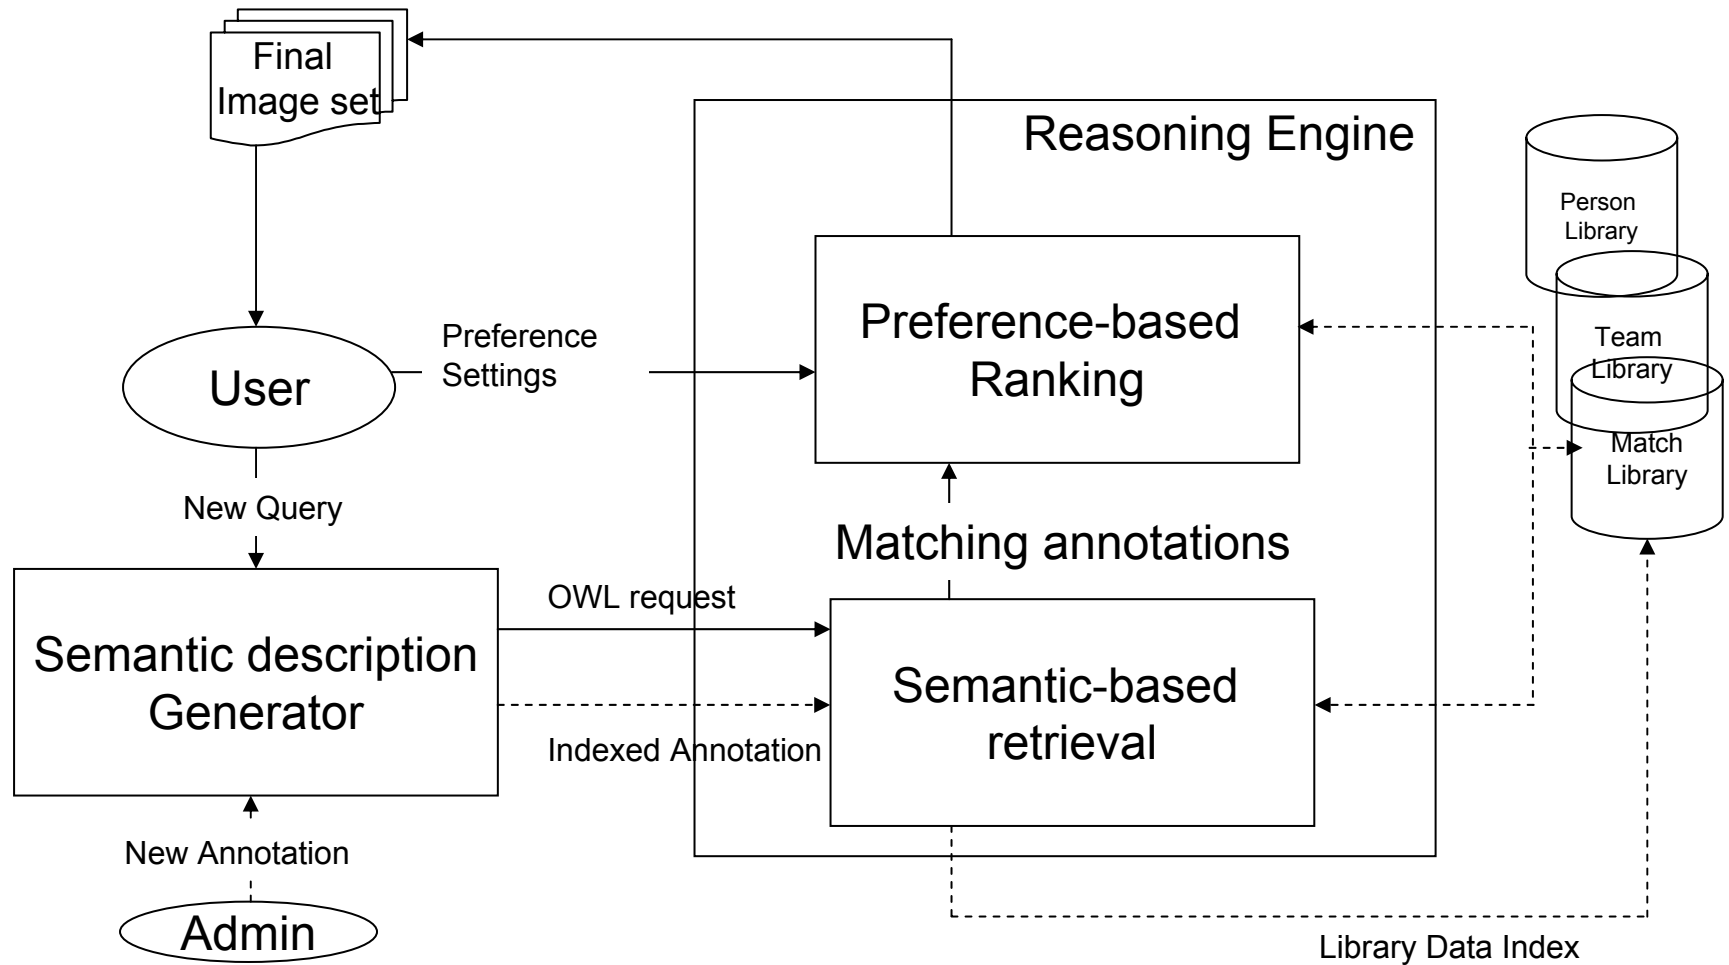 Final
Image set
Reasoning Engine
Person
Library
Preference-based
Ranking
Preference
Settings
User
Team
Library
Match
Library
New Query
Matching annotations
OWL request
Semantic description
Generator
Semantic-based
retrieval
Indexed Annotation
New Annotation
Admin
Library Data Index